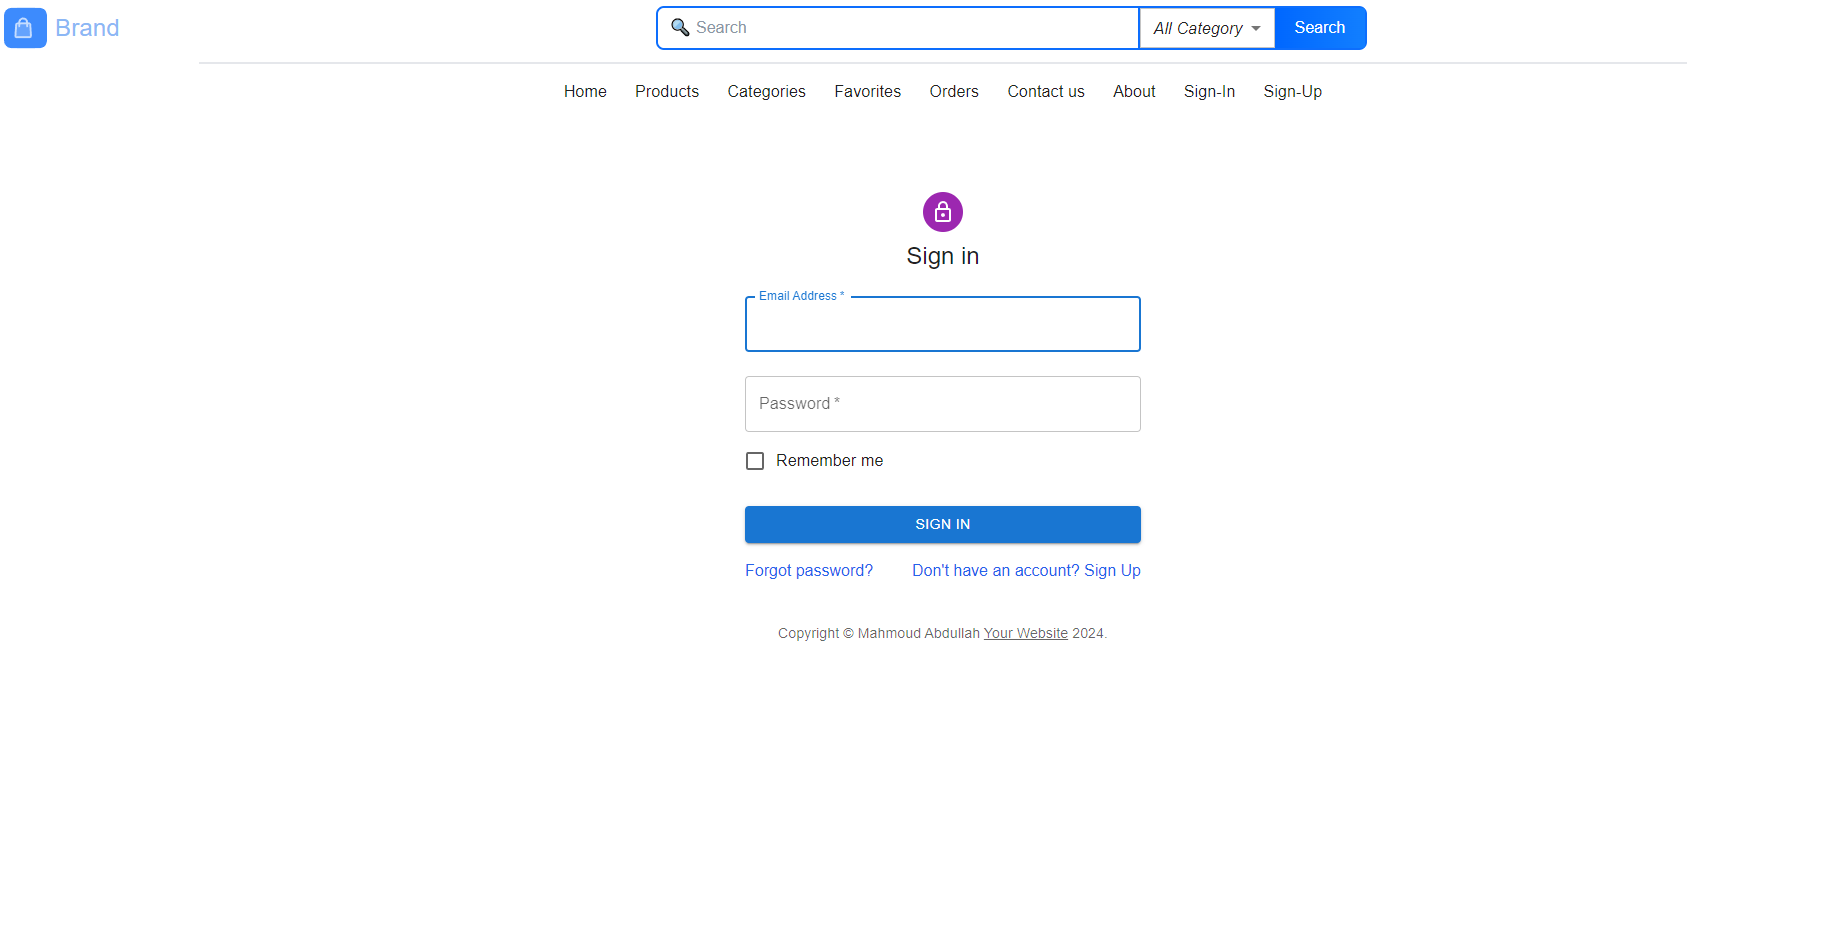 Brand
Search
All Category
Search
Home Products Categories Favorites Orders Contact us About Sign-In Sign-Up
Sign in
Email Address *
Password *
Remember me
SIGN IN
Forgot password? Don't have an account? Sign Up
Copyright © Mahmoud Abdullah Your Website 2024.